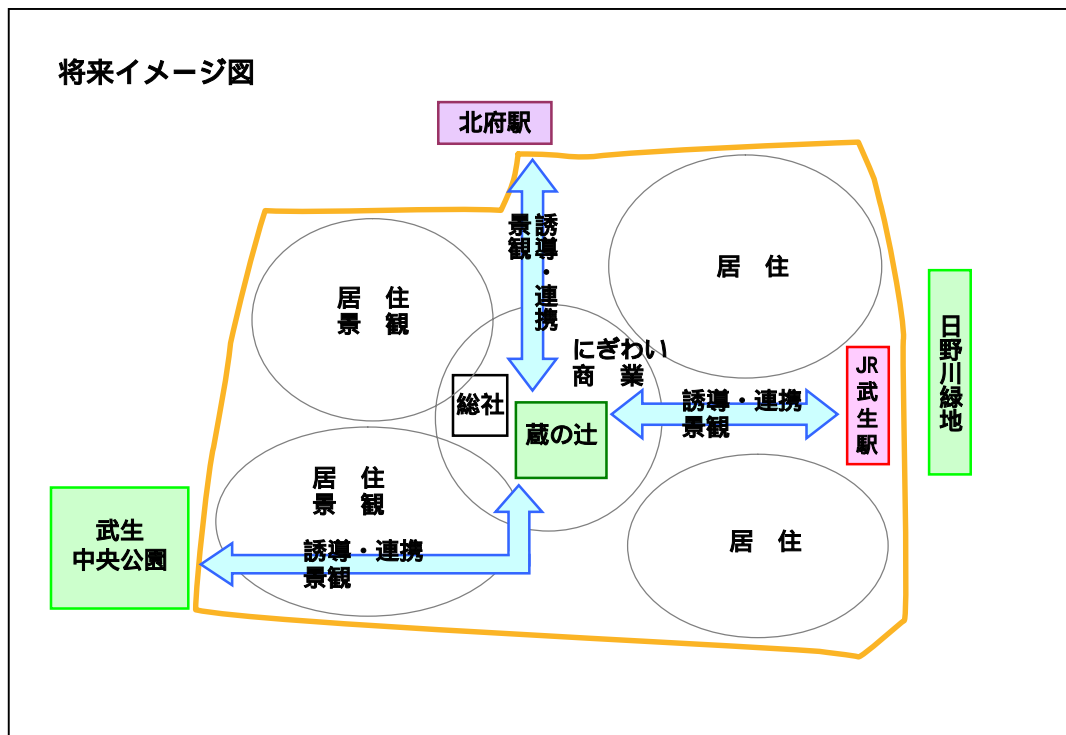 将来イメージ図
北府駅
誘導・連携
景観
居　住
居　住
景　観
にぎわい
商　業
総社
蔵の辻
誘導・連携
景観
JR
武生駅
日野川緑地
居　住
景　観
武生
中央公園
誘導・連携
景観
居　住